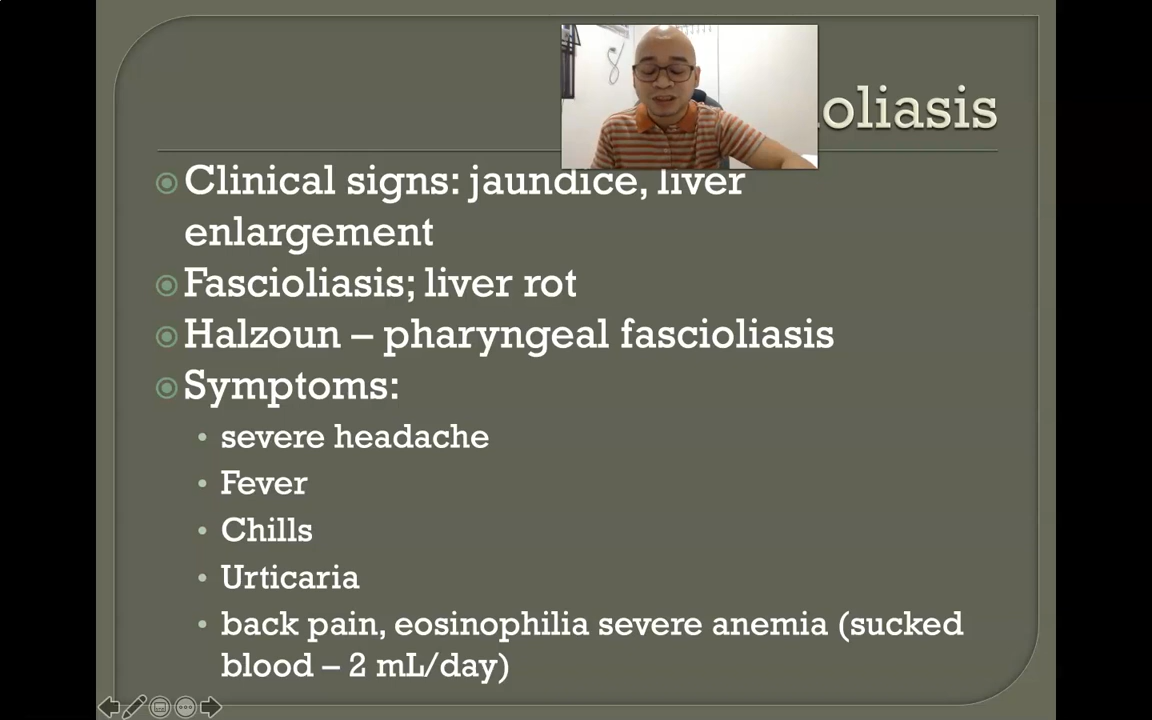 oliasis
Clinical signs: jaundice, liver
enlargement
Fascioliasis; liver rot
Halzoun – pharyngeal fascioliasis
Symptoms:
severe headache
Fever
Chills
Urticaria
back pain, eosinophilia severe anemia (sucked
blood – 2 mL/day)